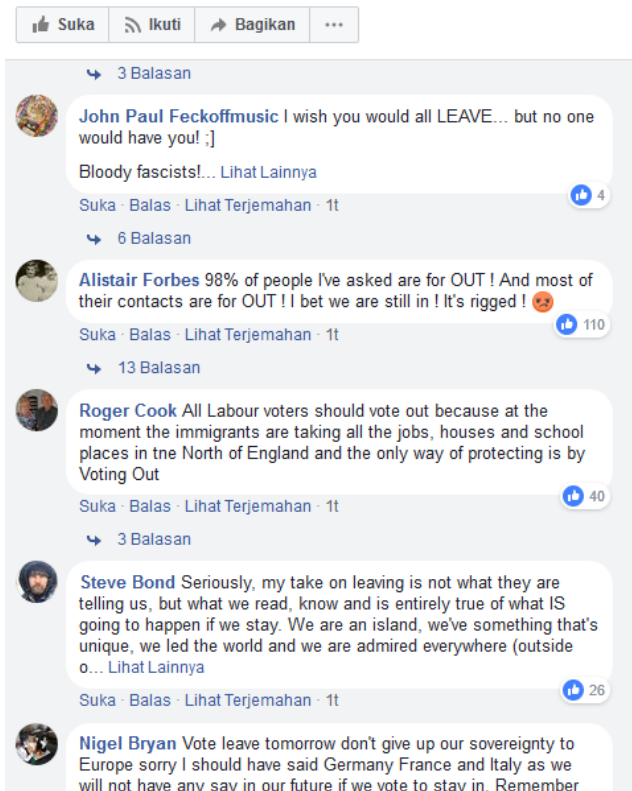 Suka Ikuti Bagikan ...
3 Balasan
John Paul Feckoffmusic I wish you would all LEAVE... but no one
would have you! ;]
Bloody fascists!... Lihat Lainnya
4
Suka · Balas · Lihat Terjemahan · 1t
6 Balasan
Alistair Forbes 98% of people I've asked are for OUT ! And most of
their contacts are for OUT ! I bet we are still in ! It's rigged ! 😡
110
Suka · Balas · Lihat Terjemahan · 1t
13 Balasan
Roger Cook All Labour voters should vote out because at the
moment the immigrants are taking all the jobs, houses and school
places in tne North of England and the only way of protecting is by
Voting Out
40
Suka · Balas · Lihat Terjemahan · 1t
3 Balasan
Steve Bond Seriously, my take on leaving is not what they are
telling us, but what we read, know and is entirely true of what IS
going to happen if we stay. We are an island, we've something that's
unique, we led the world and we are admired everywhere (outside
o... Lihat Lainnya
26
Suka · Balas · Lihat Terjemahan · 1t
Nigel Bryan Vote leave tomorrow don't give up our sovereignty to
Europe sorry I should have said Germany France and Italy as we
will not have any say in our future if we vote to stay in. Remember